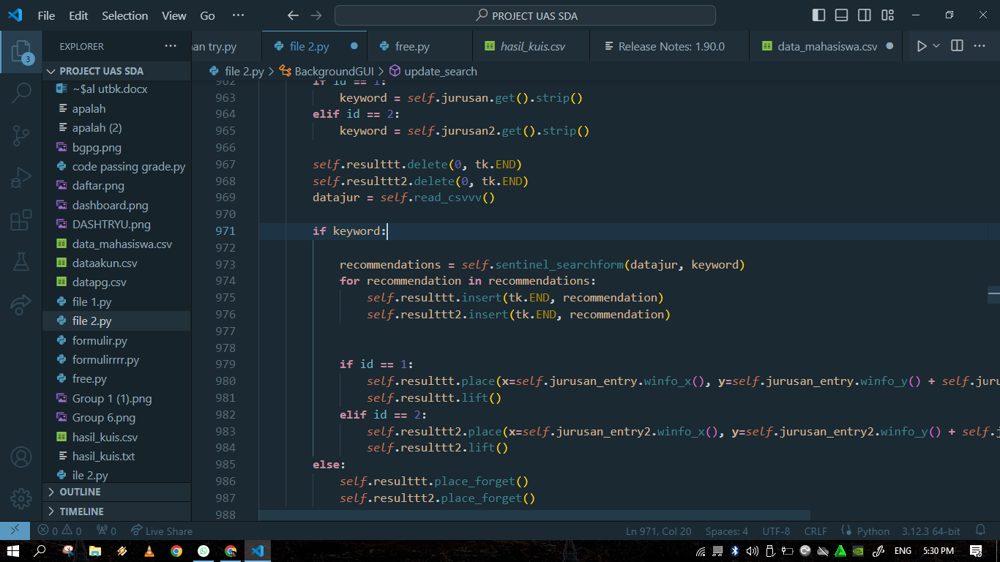 File Edit Selection View Go ··· PROJECT UAS SDA
EXPLORER ···
an try.py file 2.py free.py hasil_kuis.csv Release Notes: 1.90.0 data_mahasiswa.csv ···
PROJECT UAS SDA
file 2.py > BackgroundGUI > update_search
~$al utbk.docx
apalah
apalah (2)
bgpg.png
code passing grade.py
daftar.png
dashboard.png
DASHTRYU.png
data_mahasiswa.csv
dataakun.csv
datapg.csv
file 1.py
file 2.py
formulir.py
formulirrrr.py
free.py
Group 1 (1).png
Group 6.png
hasil_kuis.csv
hasil_kuis.txt
ile 2.py
OUTLINE
TIMELINE
3
962 if id == 1:
963 keyword = self.jurusan.get().strip()
964 elif id == 2:
965 keyword = self.jurusan2.get().strip()
966
967 self.resulttt.delete(0, tk.END)
968 self.resulttt2.delete(0, tk.END)
969 datajur = self.read_csvvv()
970
971 if keyword:
972
973 recommendations = self.sentinel_searchform(datajur, keyword)
974 for recommendation in recommendations:
975 self.resulttt.insert(tk.END, recommendation)
976 self.resulttt2.insert(tk.END, recommendation)
977
978
979 if id == 1:
980 self.resulttt.place(x=self.jurusan_entry.winfo_x(), y=self.jurusan_entry.winfo_y() + self.jur
981 self.resulttt.lift()
982 elif id == 2:
983 self.resulttt2.place(x=self.jurusan_entry2.winfo_x(), y=self.jurusan_entry2.winfo_y() + self.j
984 self.resulttt2.lift()
985 else:
986 self.resulttt.place_forget()
987 self.resulttt2.place_forget()
988
0 0 0 Live Share Ln 971, Col 20 Spaces: 4 UTF-8 CRLF Python 3.12.3 64-bit
ENG 5:30 PM